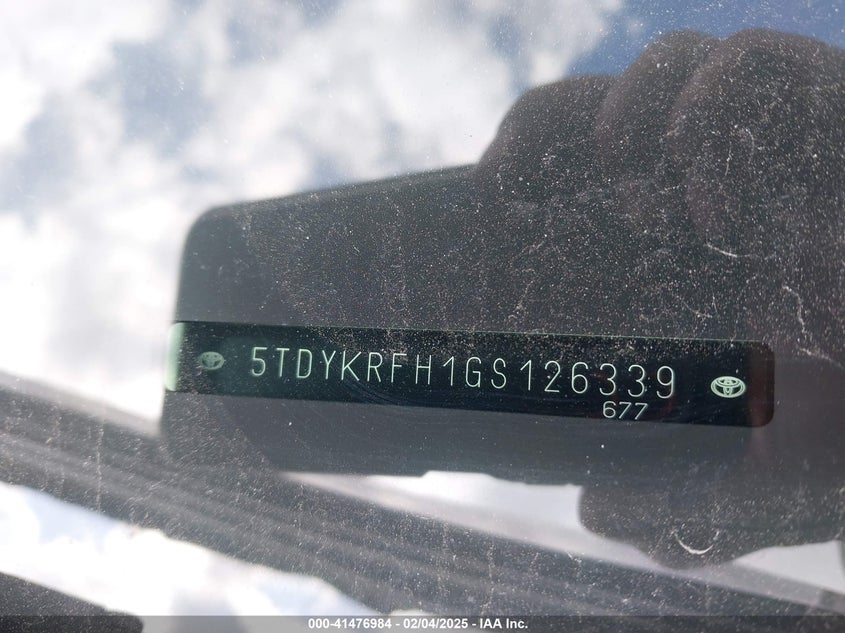 5TDYKRFH1GS126339
677
000-41476984 — 02/04/2025 — IAA Inc.